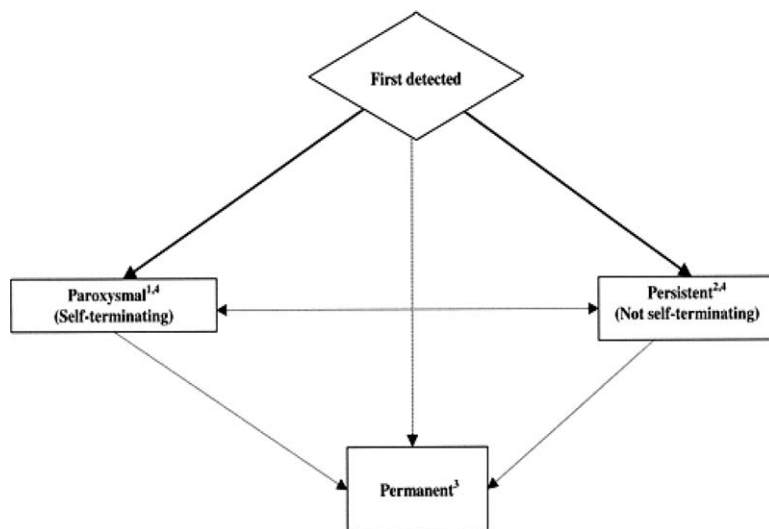 First detected
Paroxysmal1,4
(Self-terminating)
Persistent2,4
(Not self-terminating)
Permanent3